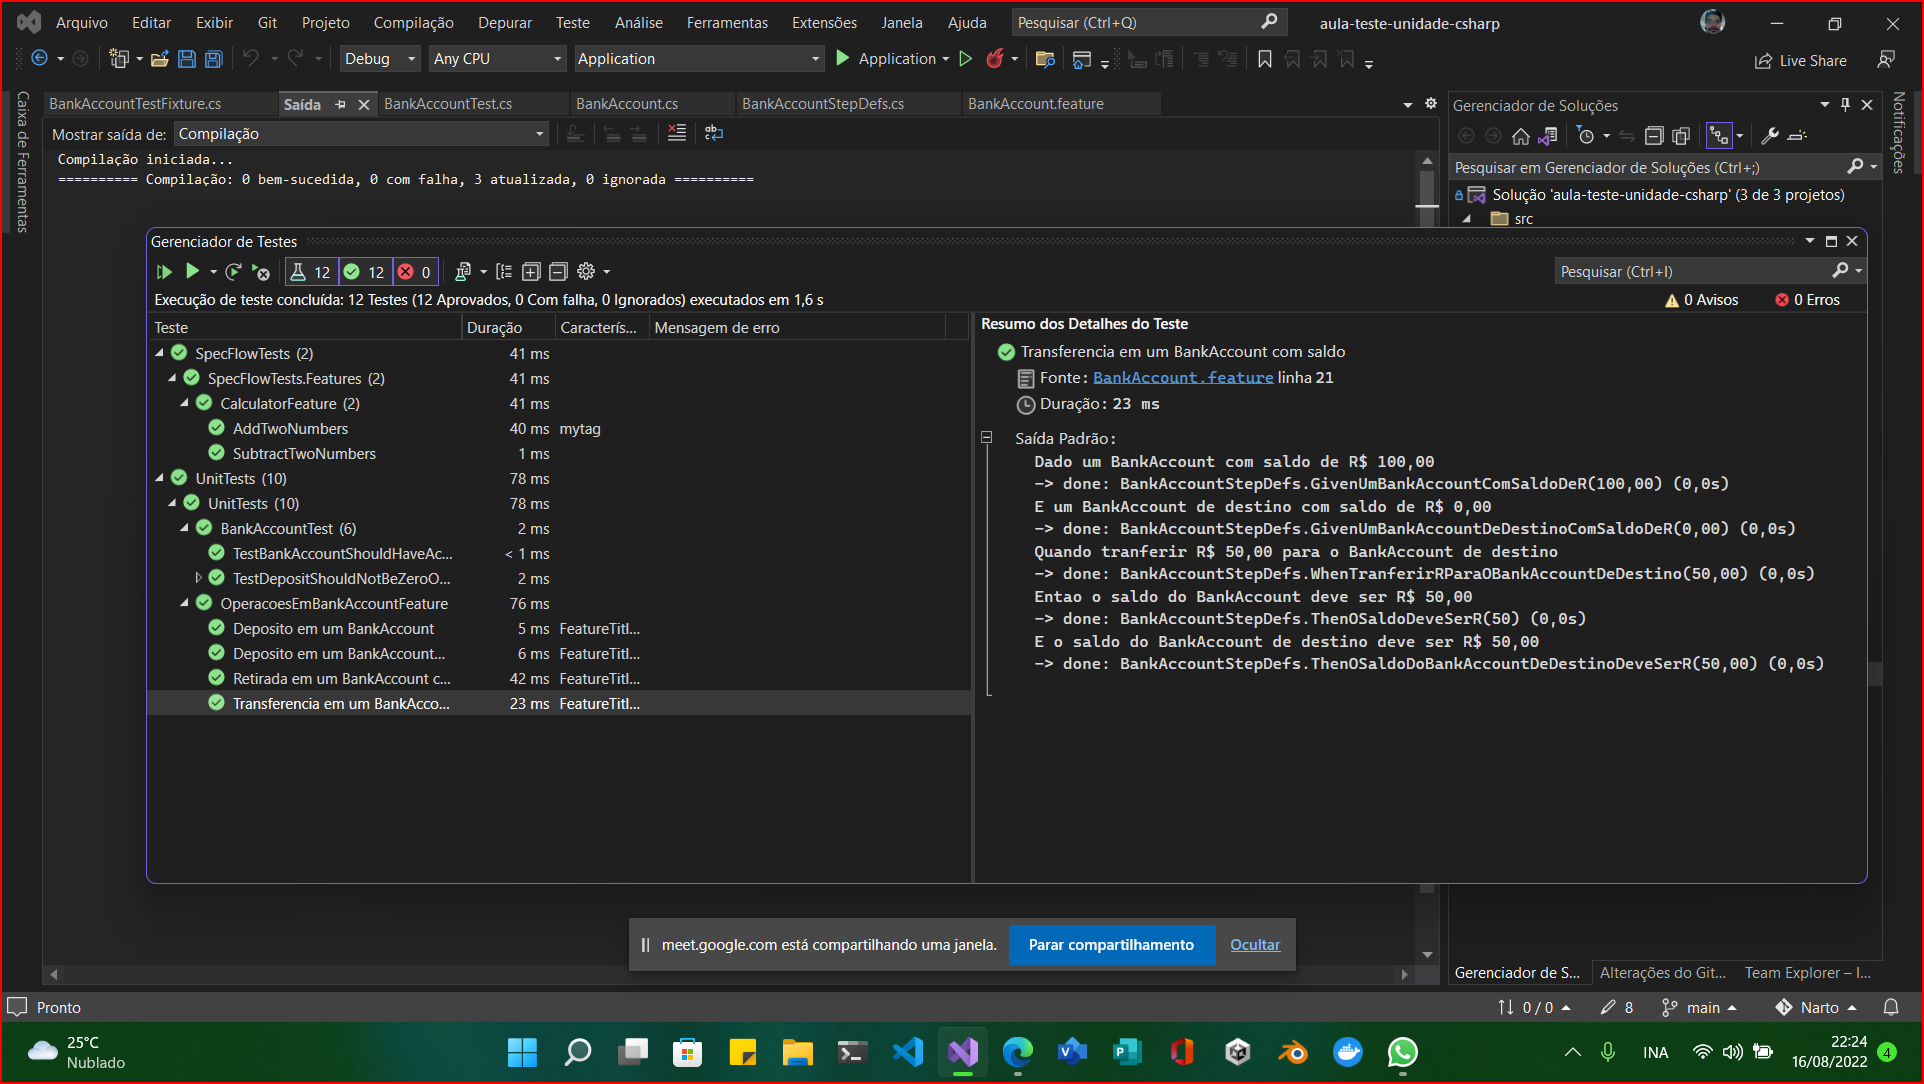 Arquivo Editar Exibir Git Projeto Compilação Depurar Teste Análise Ferramentas Extensões Janela Ajuda Pesquisar (Ctrl+Q) aula-teste-unidade-csharp
Debug Any CPU Application Application Live Share
Caixa de Ferramentas
BankAccountTestFixture.cs Saída BankAccountTest.cs BankAccount.cs BankAccountStepDefs.cs BankAccount.feature
Mostrar saída de: Compilação
Compilação iniciada...
========== Compilação: 0 bem-sucedida, 0 com falha, 3 atualizada, 0 ignorada ==========
Gerenciador de Soluções
Pesquisar em Gerenciador de Soluções (Ctrl+;)
Solução 'aula-teste-unidade-csharp' (3 de 3 projetos)
src
Notificações
Gerenciador de Testes
12 12 0
Pesquisar (Ctrl+I)
Execução de teste concluída: 12 Testes (12 Aprovados, 0 Com falha, 0 Ignorados) executados em 1,6 s
0 Avisos 0 Erros
Teste Duração Caracterís... Mensagem de erro
SpecFlowTests (2) 41 ms
SpecFlowTests.Features (2) 41 ms
CalculatorFeature (2) 41 ms
AddTwoNumbers 40 ms mytag
SubtractTwoNumbers 1 ms
UnitTests (10) 78 ms
UnitTests (10) 78 ms
BankAccountTest (6) 2 ms
TestBankAccountShouldHaveAc... < 1 ms
TestDepositShouldNotBeZeroO... 2 ms
OperacoesEmBankAccountFeature 76 ms
Deposito em um BankAccount 5 ms FeatureTitl...
Deposito em um BankAccount... 6 ms FeatureTitl...
Retirada em um BankAccount c... 42 ms FeatureTitl...
Transferencia em um BankAcco... 23 ms FeatureTitl...
Resumo dos Detalhes do Teste
Transferencia em um BankAccount com saldo
Fonte: BankAccount.feature linha 21
Duração: 23 ms
Saída Padrão:
Dado um BankAccount com saldo de R$ 100,00
-> done: BankAccountStepDefs.GivenUmBankAccountComSaldoDeR(100,00) (0,0s)
E um BankAccount de destino com saldo de R$ 0,00
-> done: BankAccountStepDefs.GivenUmBankAccountDeDestinoComSaldoDeR(0,00) (0,0s)
Quando tranferir R$ 50,00 para o BankAccount de destino
-> done: BankAccountStepDefs.WhenTranferirRParaOBankAccountDeDestino(50,00) (0,0s)
Entao o saldo do BankAccount deve ser R$ 50,00
-> done: BankAccountStepDefs.ThenOSaldoDeveSerR(50) (0,0s)
E o saldo do BankAccount de destino deve ser R$ 50,00
-> done: BankAccountStepDefs.ThenOSaldoDoBankAccountDeDestinoDeveSerR(50,00) (0,0s)
meet.google.com está compartilhando uma janela. Parar compartilhamento Ocultar
Gerenciador de S... Alterações do Git... Team Explorer – I...
Pronto 0 / 0 8 main Narto
25°C
Nublado
INA
22:24
16/08/2022
4